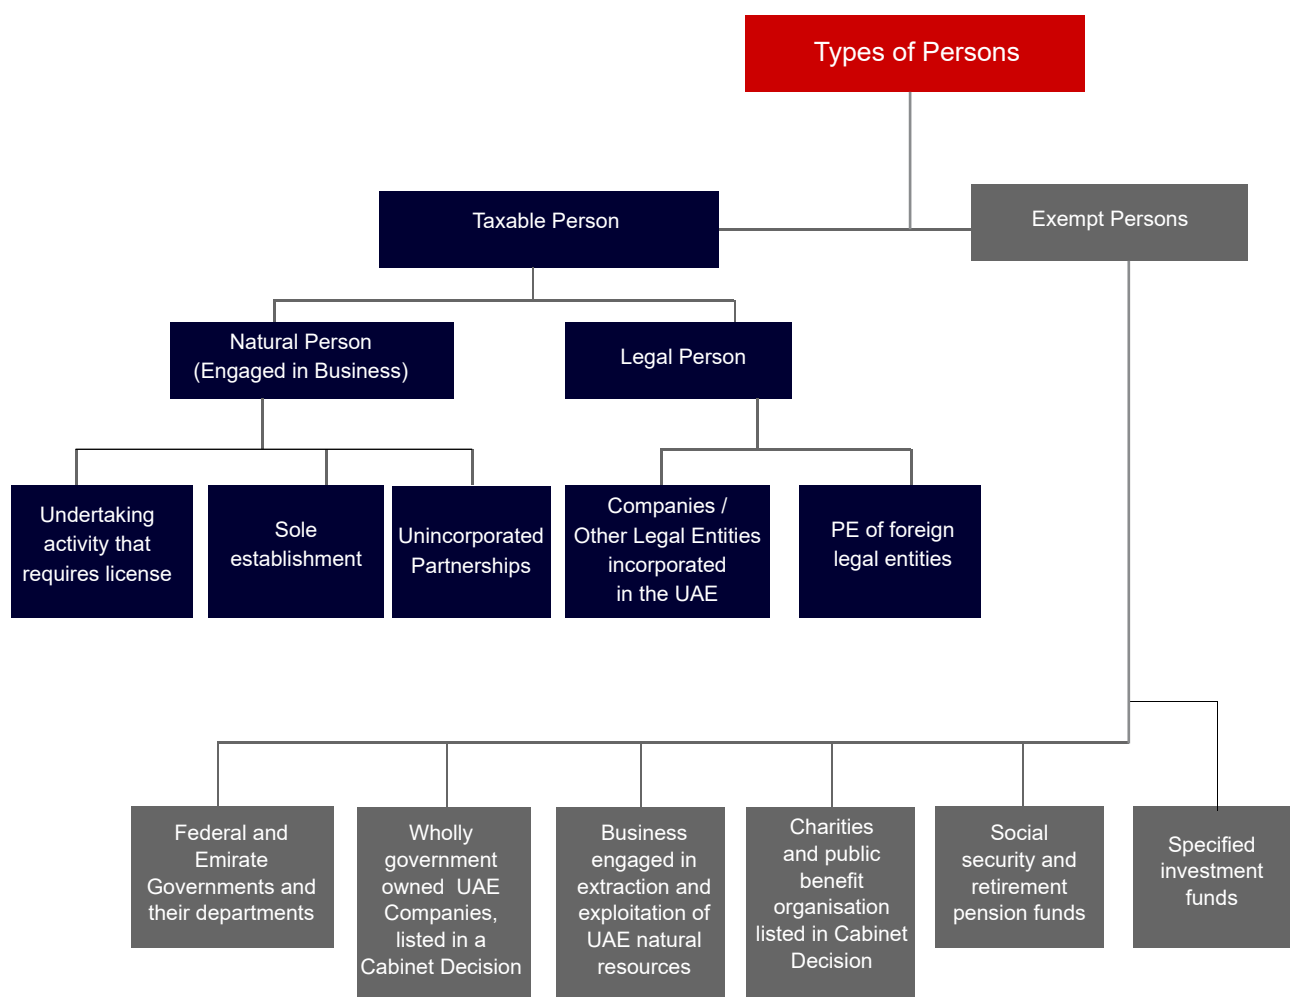 Types of Persons
Taxable Person
Exempt Persons
Natural Person
(Engaged in Business)
Legal Person
Undertaking
activity that
requires license
Sole
establishment
Unincorporated
Partnerships
Companies /
Other Legal Entities
incorporated
in the UAE
PE of foreign
legal entities
Federal and
Emirate
Governments and
their departments
Wholly
government
owned  UAE
Companies,
listed in a
Cabinet Decision
Business
engaged in
extraction and
exploitation of
UAE natural
resources
Charities
and public
benefit
organisation
listed in Cabinet
Decision
Social
security and
retirement
pension funds
Specified
investment
funds